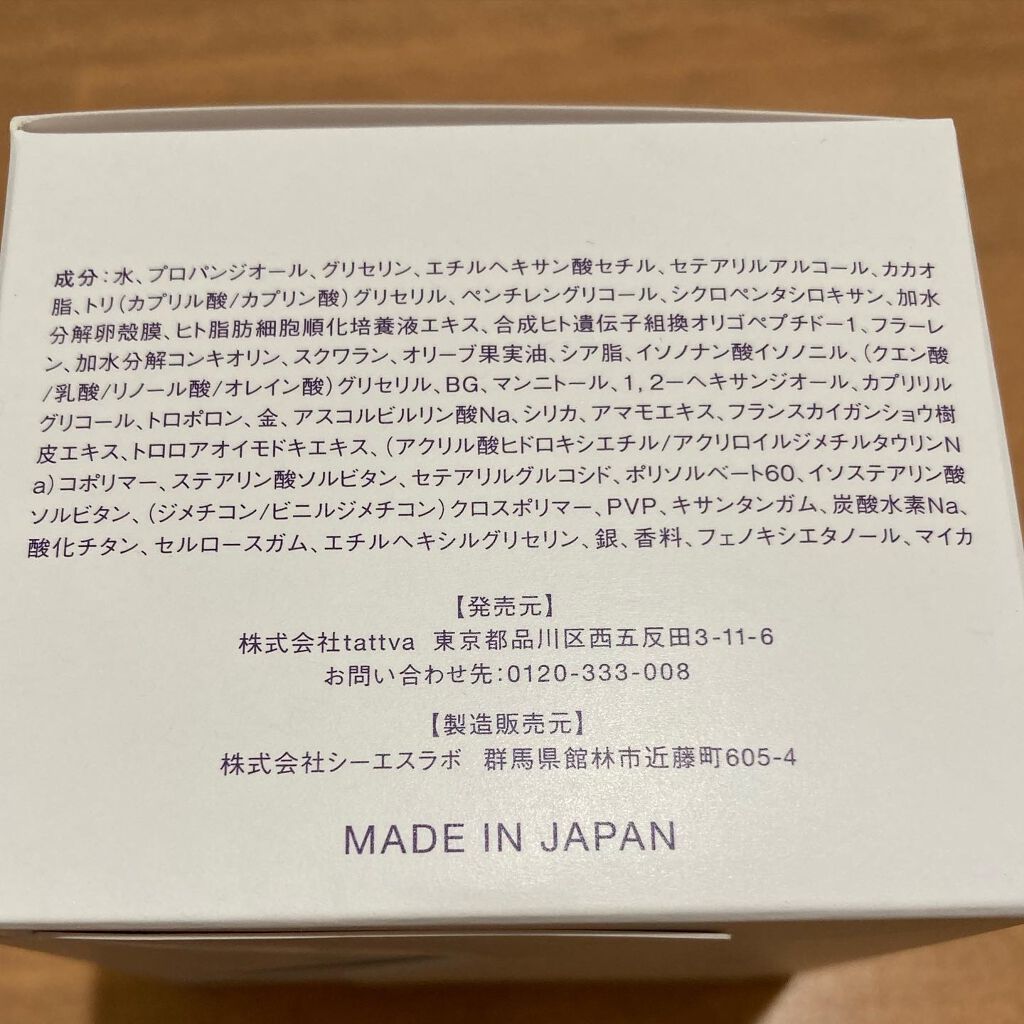 成分：水、プロパンジオール、グリセリン、エチルヘキサン酸セチル、セテアリルアルコール、カカオ
脂、トリ(カプリル酸/カプリン酸)グリセリル、ペンチレングリコール、シクロペンタシロキサン、加水
分解卵殻膜、ヒト脂肪細胞順化培養液エキス、合成ヒト遺伝子組換オリゴペプチドー1、フラーレ
ン、加水分解コンキオリン、スクワラン、オリーブ果実油、シア脂、イソノナン酸イソノニル、(クエン酸
/乳酸/リノール酸/オレイン酸)グリセリル、BG、マンニトール、1,2ーヘキサンジオール、カプリリル
グリコール、トロポロン、金、アスコルビルリン酸Na、シリカ、アマモエキス、フランスカイガンショウ樹
皮エキス、トロロアオイモドキエキス、(アクリル酸ヒドロキシエチル/アクリロイルジメチルタウリンN
a)コポリマー、ステアリン酸ソルビタン、セテアリルグルコシド、ポリソルベート60、イソステアリン酸
ソルビタン、(ジメチコン/ビニルジメチコン)クロスポリマー、PVP、キサンタンガム、炭酸水素Na、
酸化チタン、セルロースガム、エチルヘキシルグリセリン、銀、香料、フェノキシエタノール、マイカ
【発売元】
株式会社tattva 東京都品川区西五反田3-11-6
お問い合わせ先：0120-333-008
【製造販売元】
株式会社シーエスラボ 群馬県館林市近藤町605-4
MADE IN JAPAN